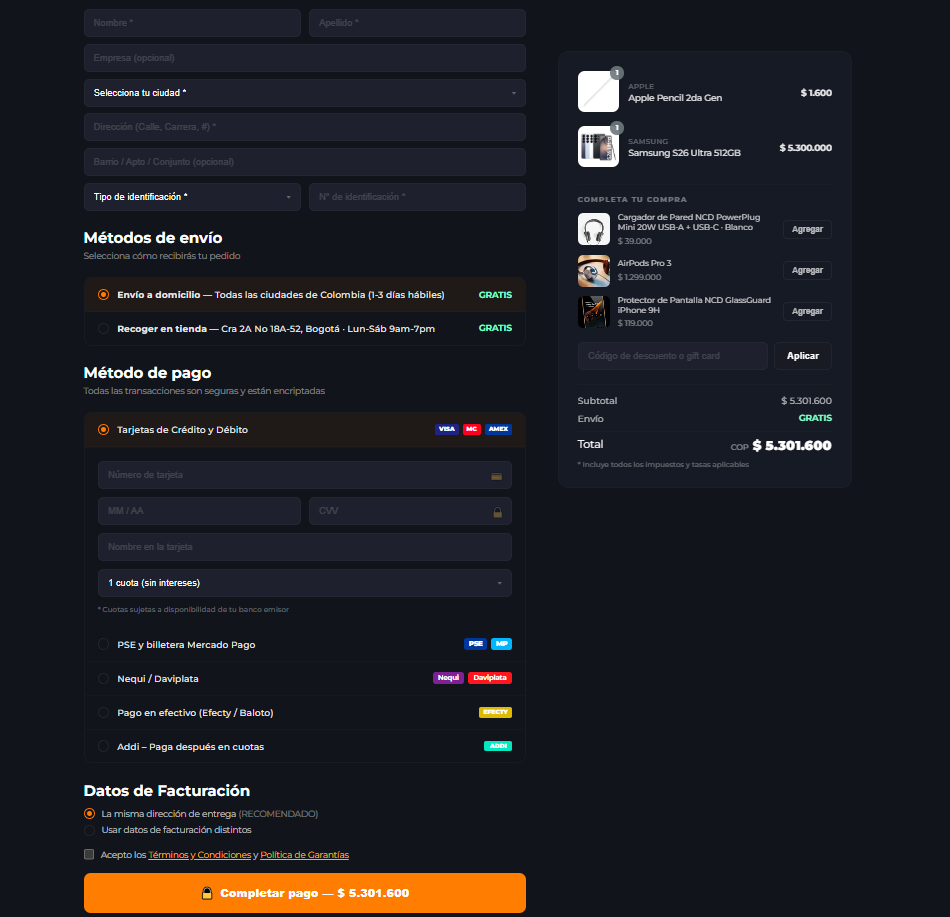 Nombre *
Apellido *
Empresa (opcional)
Selecciona tu ciudad *
Dirección (Calle, Carrera, #) *
Barrio / Apto / Conjunto (opcional)
Tipo de identificación *
N° de identificación *
Métodos de envío
Selecciona cómo recibirás tu pedido
Envío a domicilio — Todas las ciudades de Colombia (1-3 días hábiles)
GRATIS
Recoger en tienda — Cra 2A No 18A-52, Bogotá · Lun-Sáb 9am-7pm
GRATIS
Método de pago
Todas las transacciones son seguras y están encriptadas
Tarjetas de Crédito y Débito
VISA MC AMEX
Número de tarjeta
MM / AA
CVV
Nombre en la tarjeta
1 cuota (sin intereses)
* Cuotas sujetas a disponibilidad de tu banco emisor
PSE y billetera Mercado Pago
PSE MP
Nequi / Daviplata
Nequi Daviplata
Pago en efectivo (Efecty / Baloto)
EFECTY
Addi – Paga después en cuotas
ADDI
Datos de Facturación
La misma dirección de entrega (RECOMENDADO)
Usar datos de facturación distintos
Acepto los Términos y Condiciones y Política de Garantías
Completar pago — $ 5.301.600
1
APPLE
Apple Pencil 2da Gen
$ 1.600
1
SAMSUNG
Samsung S26 Ultra 512GB
$ 5.300.000
COMPLETA TU COMPRA
Cargador de Pared NCD PowerPlug
Mini 20W USB-A + USB-C · Blanco
$ 39.000
Agregar
AirPods Pro 3
$ 1.299.000
Agregar
Protector de Pantalla NCD GlassGuard
iPhone 9H
$ 119.000
Agregar
Código de descuento o gift card
Aplicar
Subtotal
$ 5.301.600
Envío
GRATIS
Total
COP $ 5.301.600
* Incluye todos los impuestos y tasas aplicables